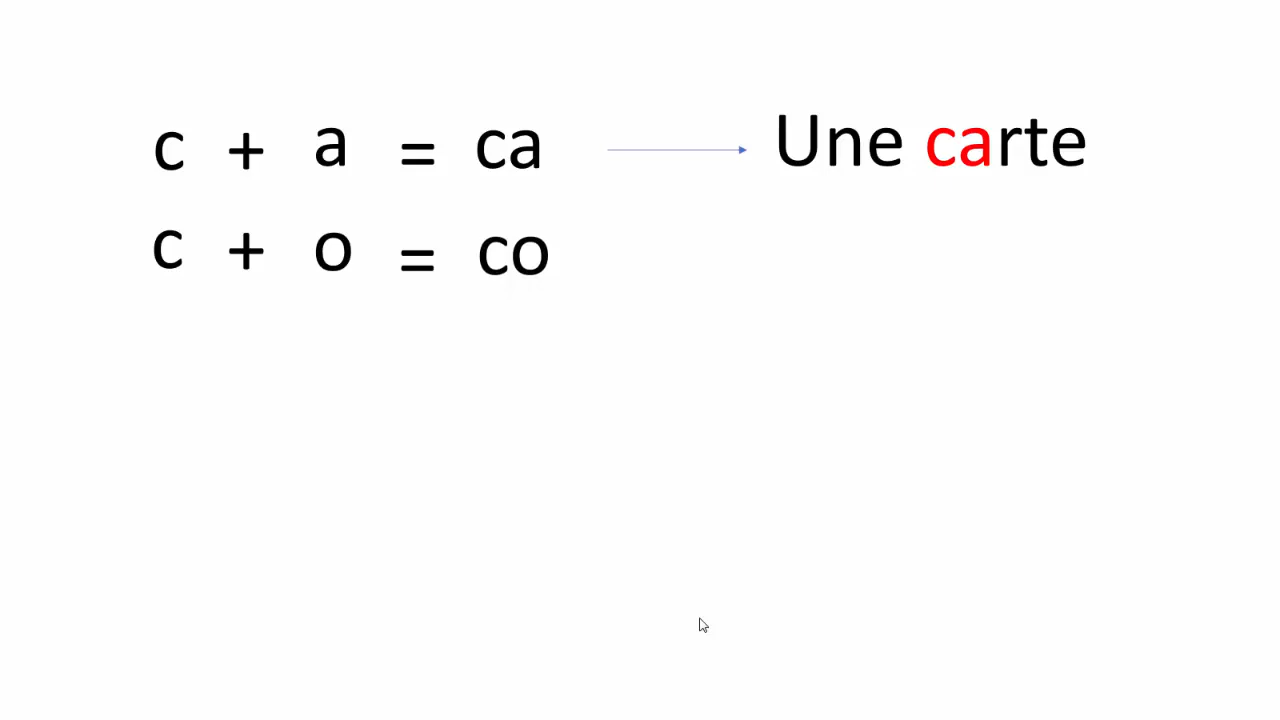 c + a = ca Une carte
c + o = co